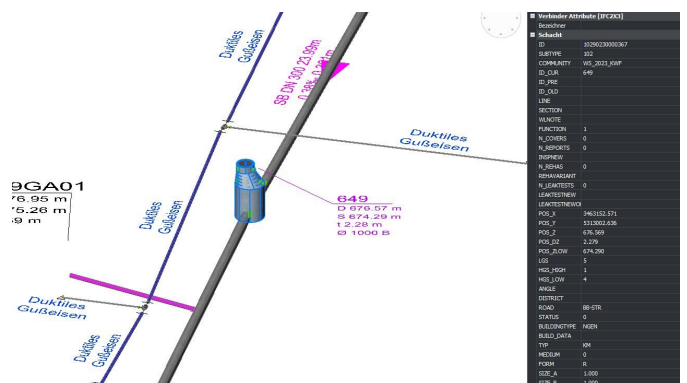 Duktiles
Gußeisen
SB DN 300 23.99m
Duktiles
Gußeisen
Duktiles
Gußeisen
9GA01
76.95 m
75.26 m
649
D 676.57 m
S 674.29 m
t 2.28 m
Ø 1000 B
Duktiles
Gußeisen
Duktiles
Gußeisen
Verbinder Attribute [IFC2X3]
Bezeichner
Schacht
ID 10290230000367
SUBTYPE 102
COMMUNITY WS_2023_KWF
ID_CUR 649
ID_PRE
ID_OLD
LINE
SECTION
WLNOTE
FUNCTION 1
N_COVERS 0
N_REPORTS 0
INSPNEW
N_REHAS 0
REHAVARIANT
N_LEAKTESTS 0
LEAKTESTNEW
LEAKTESTNEWOI
POS_X 3463152.571
POS_Y 5313002.636
POS_Z 676.569
POS_DZ 2.279
POS_ZLOW 674.290
LGS 5
HGS_HIGH 1
HGS_LOW 4
ANGLE
DISTRICT
ROAD BB-STR
STATUS 0
BUILDINGTYPE NGEN
BUILD_DATA
TYP KM
MEDIUM 0
FORM R
SIZE_A 1.000
SIZE_B 1.000